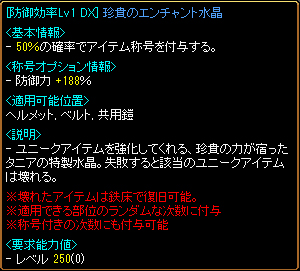 [防御効率Lv1 DX] 珍貴のエンチャント水晶
<基本情報>
- 50%の確率でアイテム称号を付与する。
<称号オプション情報>
- 防御力 +188%
<適用可能位置>
ヘルメット、ベルト、共用鎧
<説明>
- ユニークアイテムを強化してくれる、珍貴の力が宿った
タニアの特製水晶。失敗すると該当のユニークアイテム
は壊れる。
※壊れたアイテムは鉄床で復旧可能。
※適用できる部位のランダムな次数に付与
※称号付きの次数にも付与可能
<要求能力値>
- レベル 250(0)